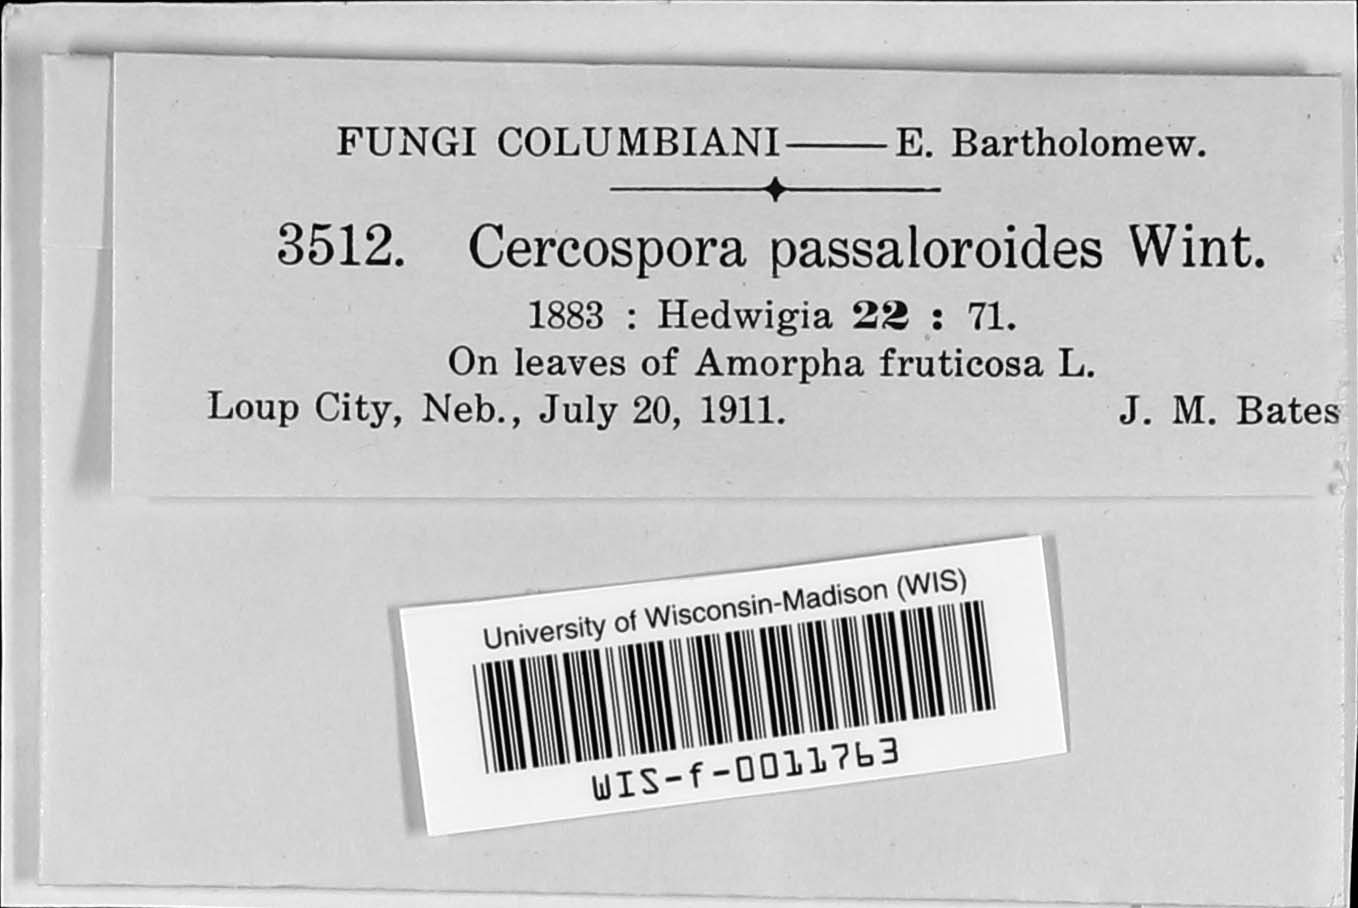 FUNGI COLUMBIANI——E. Bartholomew.
3512. Cercospora passaloroides Wint.
1883 : Hedwigia 22 : 71.
On leaves of Amorpha fruticosa L.
Loup City, Neb., July 20, 1911. J. M. Bates
University of Wisconsin-Madison (WIS)
WIS-f-0011763